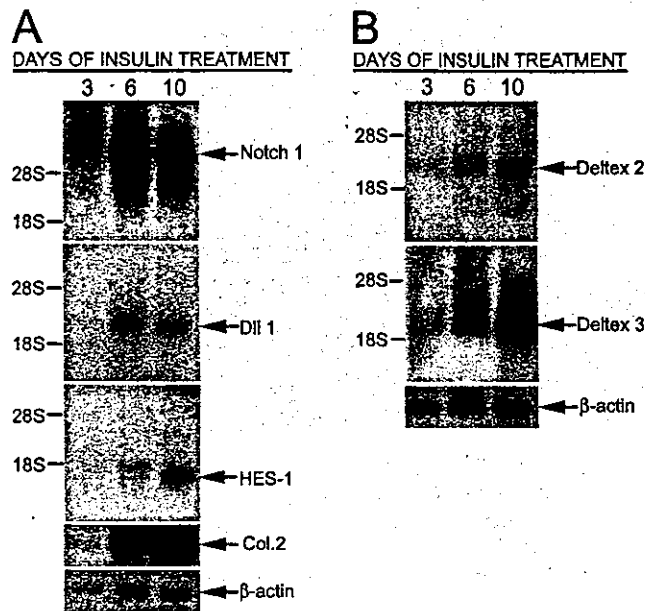 A
DAYS OF INSULIN TREATMENT
3 6 10
Notch 1
28S
18S
28S
Dll 1
18S
28S
18S
HES-1
Col.2
β-actin
B
DAYS OF INSULIN TREATMENT
3 6 10
28S
Deltex 2
18S
28S
Deltex 3
18S
β-actin